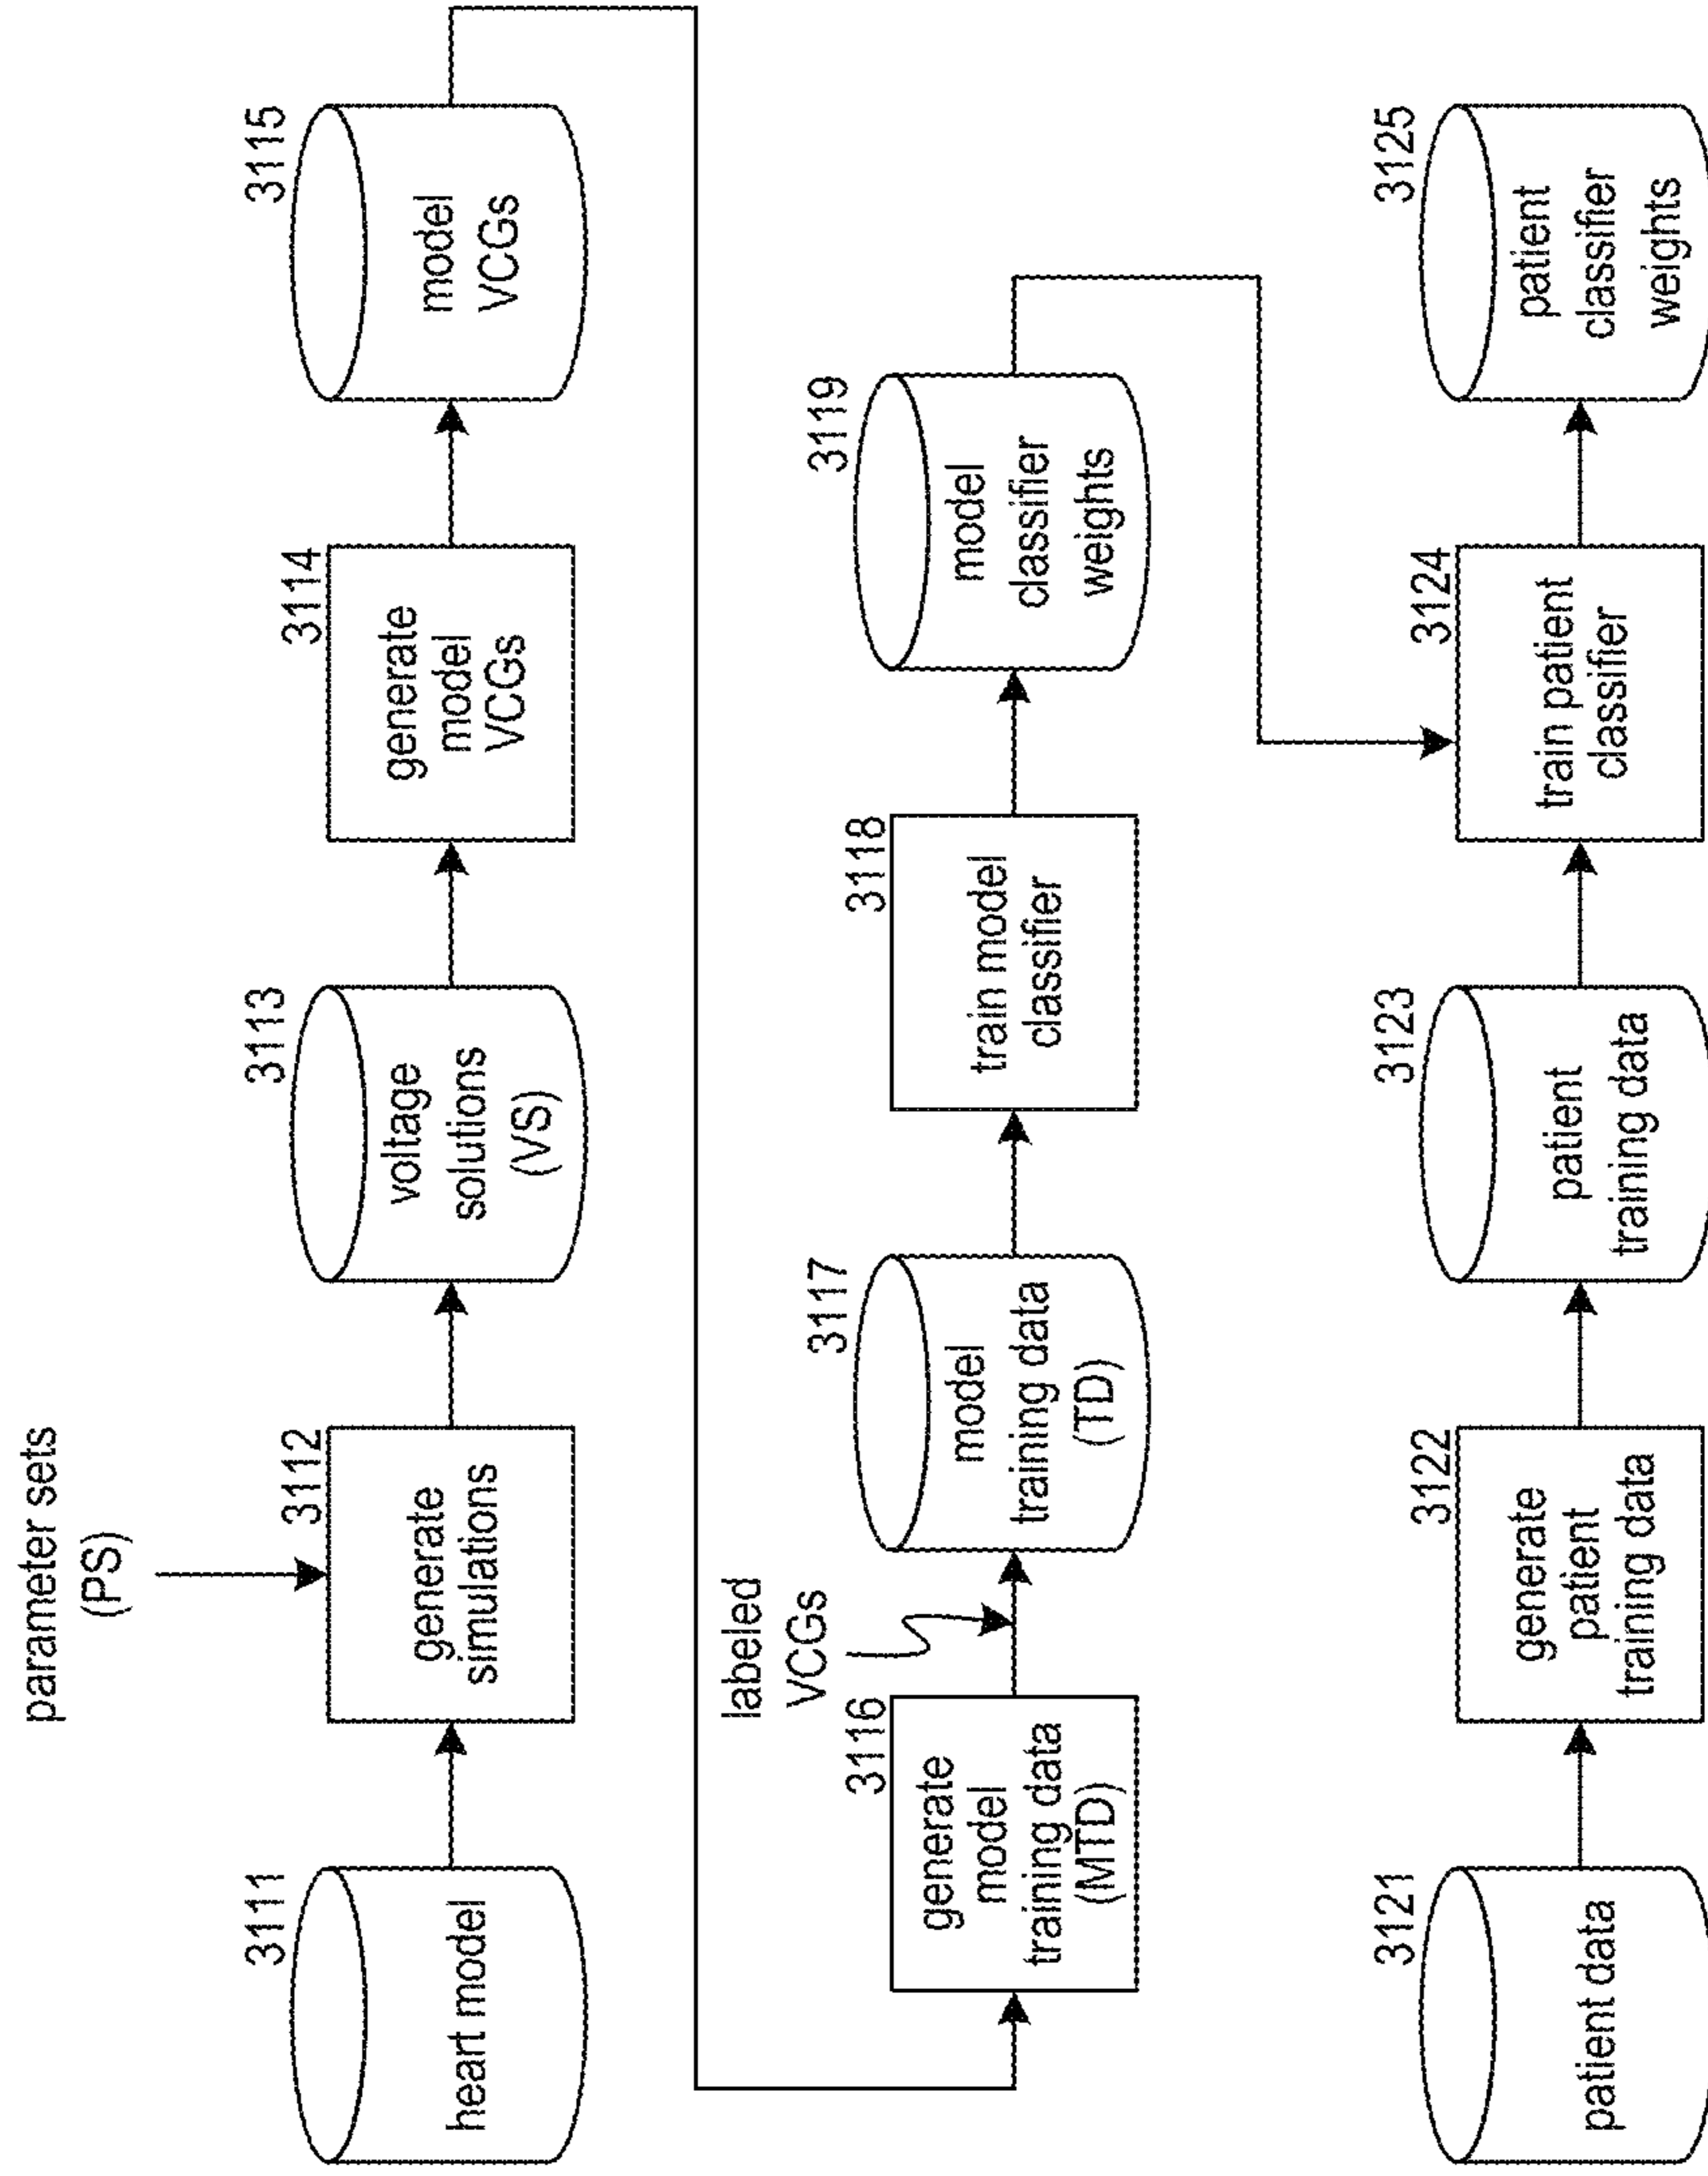 parameter sets
(PS)
3111
heart model
3112
generate
simulations
3113
voltage
solutions
(VS)
3114
generate
model
VCGs
3115
model
VCGs
3116
generate
model
training data
(MTD)
labeled
VCGs
3117
model
training data
(TD)
3118
train model
classifier
3119
model
classifier
weights
3121
patient data
3122
generate
patient
training data
3123
patient
training data
3124
train patient
classifier
3125
patient
classifier
weights